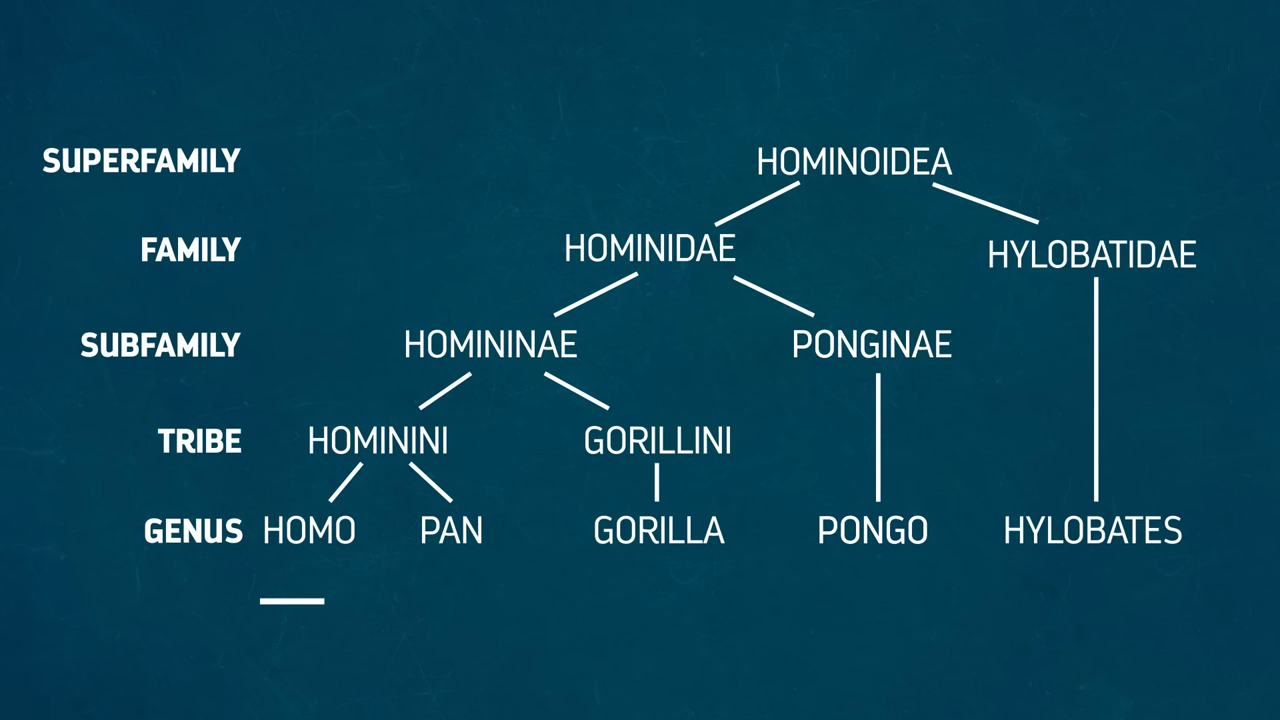 SUPERFAMILY HOMINOIDEA
FAMILY HOMINIDAE HYLOBATIDAE
SUBFAMILY HOMININAE PONGINAE
TRIBE HOMININI GORILLINI
GENUS HOMO PAN GORILLA PONGO HYLOBATES